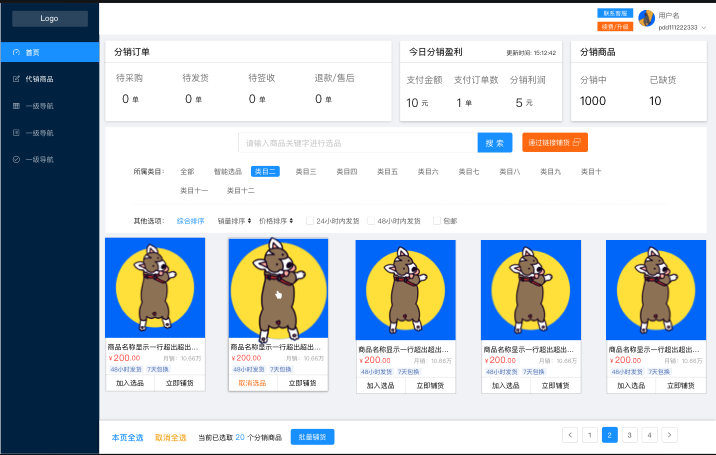 Logo
首页
代销商品
一级导航
一级导航
一级导航
联系客服
续费/升级
用户名
pdd111222333
分销订单
待采购 待发货 待签收 退款/售后
0 单 0 单 0 单 0 单
今日分销盈利 更新时间: 15:12:42
支付金额 支付订单数 分销利润
10 元 1 单 5 元
分销商品
分销中 已缺货
1000 10
请输入商品关键字进行选品 搜 索 通过链接铺货
所属类目: 全部 智能选品 类目二 类目三 类目四 类目五 类目六 类目七 类目八 类目九 类目十
类目十一 类目十二
其他选项: 综合排序 销量排序 价格排序 24小时内发货 48小时内发货 包邮
商品名称显示一行超出超出... 商品名称显示一行超出超出... 商品名称显示一行超出超出... 商品名称显示一行超出超出... 商品名称显示一行超出超出...
¥200.00 月销: 10.66万 ¥200.00 月销: 10.66万 ¥200.00 月销: 10.66万 ¥200.00 月销: 10.66万 ¥200.00 月销: 10.66万
48小时发货 7天包换 48小时发货 7天包换 48小时发货 7天包换 48小时发货 7天包换 48小时发货 7天包换
加入选品 立即铺货 取消选品 立即铺货 加入选品 立即铺货 加入选品 立即铺货 加入选品 立即铺货
本页全选 取消全选 当前已选取 20 个分销商品 批量铺货
< 1 2 3 4 >